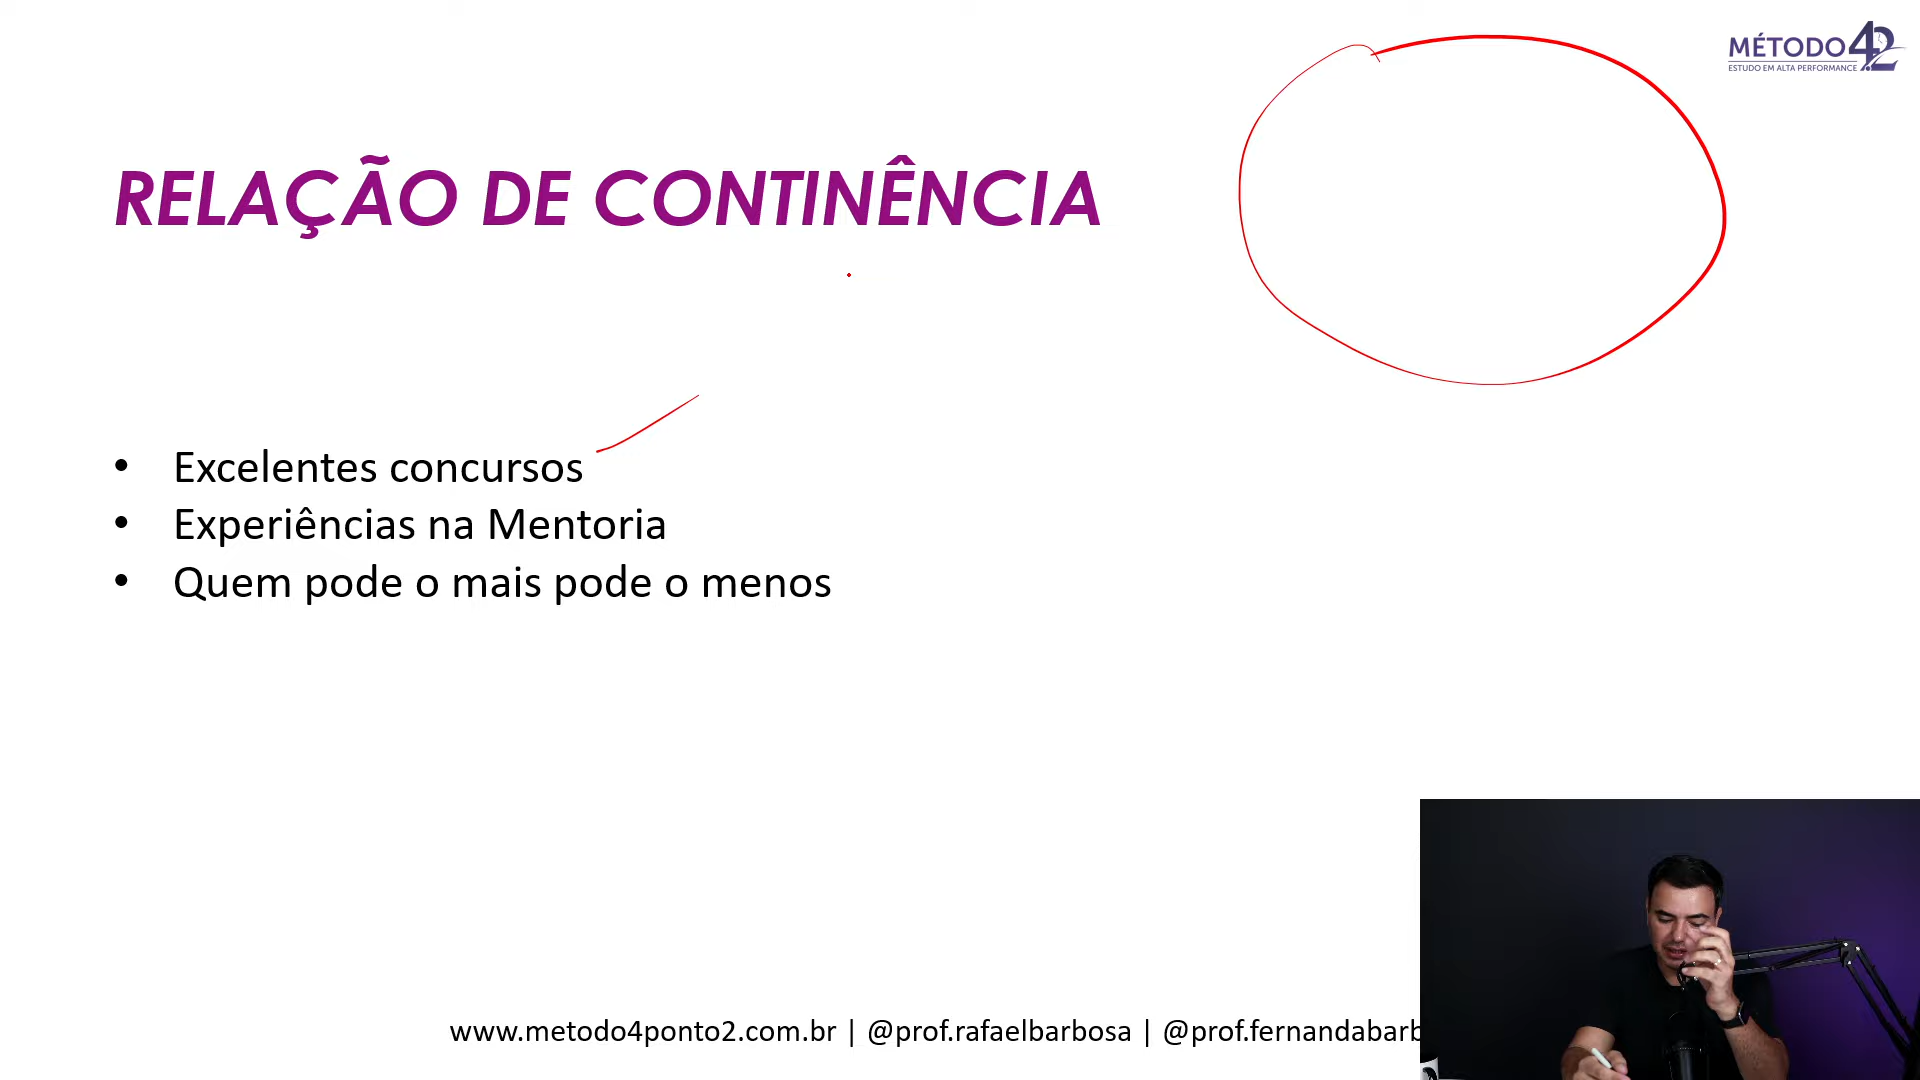 MÉTODO 4.2
ESTUDO EM ALTA PERFORMANCE
RELAÇÃO DE CONTINÊNCIA
• Excelentes concursos
• Experiências na Mentoria
• Quem pode o mais pode o menos
www.metodo4ponto2.com.br | @prof.rafaelbarbosa | @prof.fernandabarb